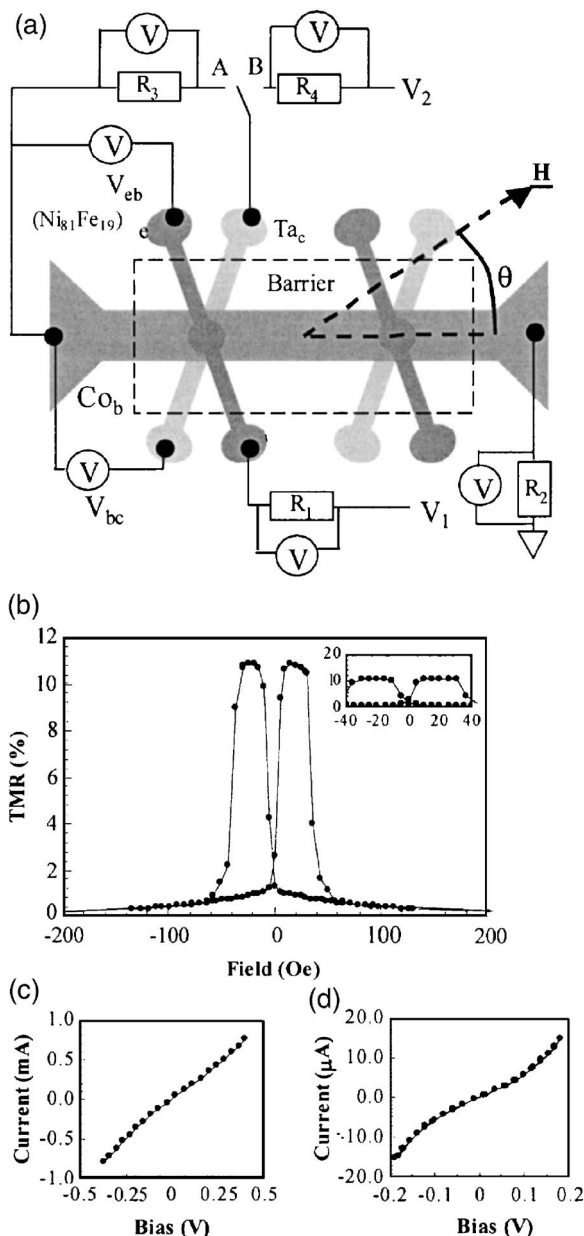 (a)
V
V
R₃
A
B
R₄
V₂
V
Vₑb
H
(Ni₈₁Fe₁₉)
e
Ta_c
θ
Barrier
Co_b
V
V_bc
R₁
V₁
V
R₂
V
(b)
12
10
8
6
4
2
0
TMR (%)
20
10
0
-40 -20 0 20 40
-200 -100 0 100 200
Field (Oe)
(c)
1.0
0.5
0.0
-0.5
-1.0
Current (mA)
-0.5 -0.25 0 0.25 0.5
Bias (V)
(d)
20.0
10.0
0.0
-10.0
-20.0
Current (µA)
-0.2 -0.1 0 0.1 0.2
Bias (V)